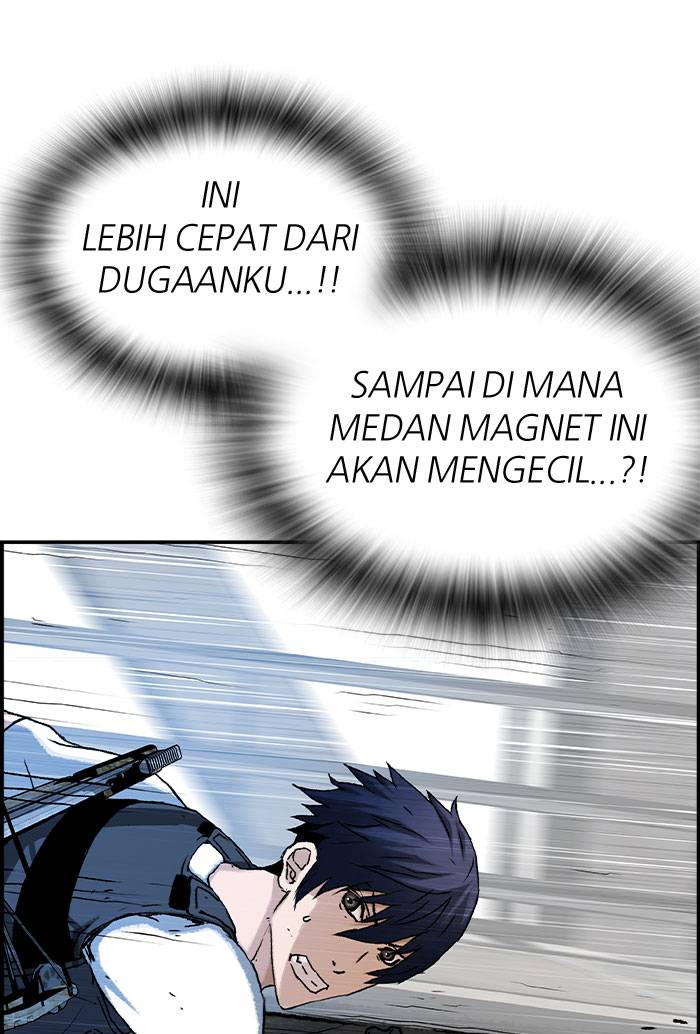 INI
LEBIH CEPAT DARI
DUGAANKU...!!
SAMPAI DI MANA
MEDAN MAGNET INI
AKAN MENGECIL...?!